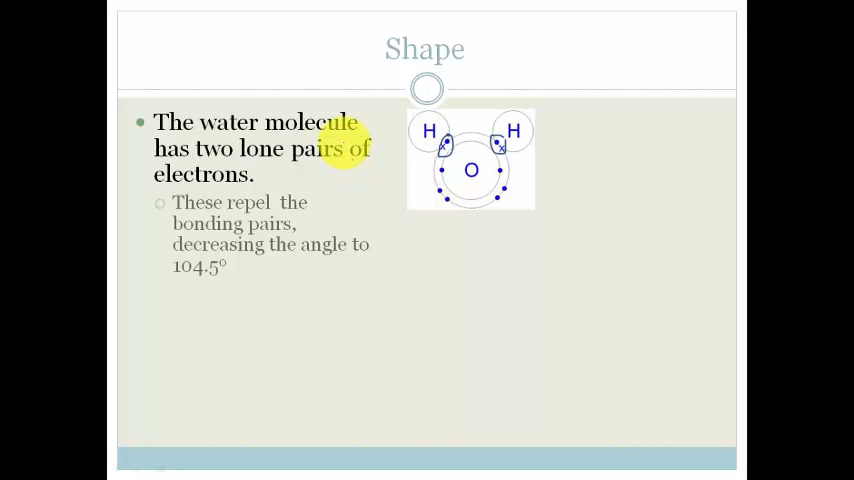 Shape
The water molecule
has two lone pairs of
electrons.
These repel the
bonding pairs,
decreasing the angle to
104.5°
H H
x x
O